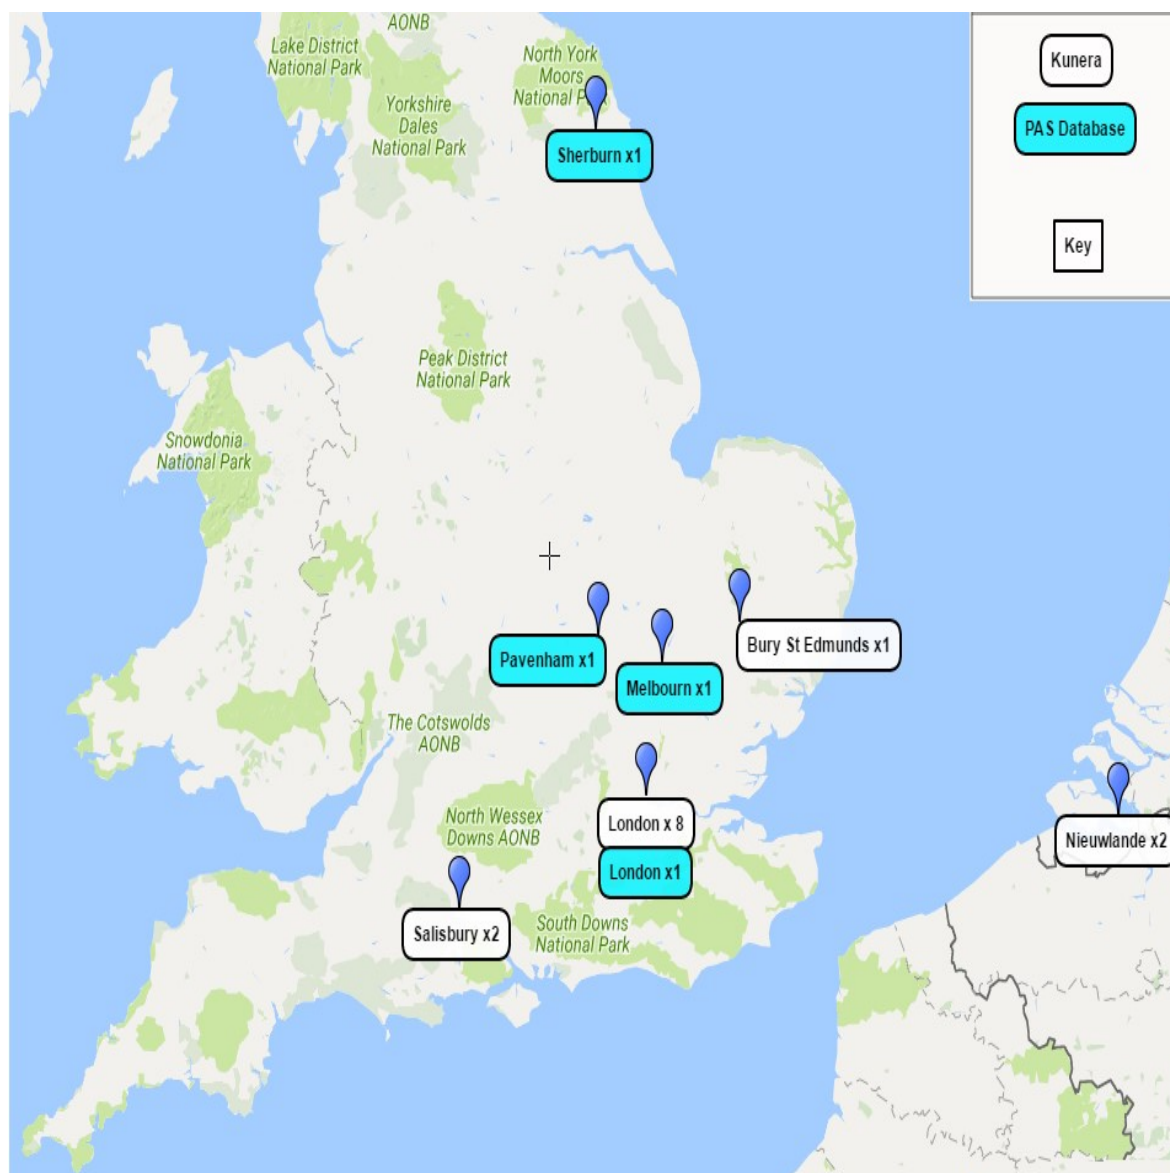 AONB
Lake District
National Park
North York
Moors
National P
Yorkshire
Dales
National Park
Kunera
PAS Database
Key
Sherburn x1
Peak District
National Park
Snowdonia
National Park
Pavenham x1
Bury St Edmunds x1
Melbourn x1
The Cotswolds
AONB
North Wessex
Downs AONB
London x 8
London x1
Nieuwlande x2
Salisbury x2
South Downs
National Park